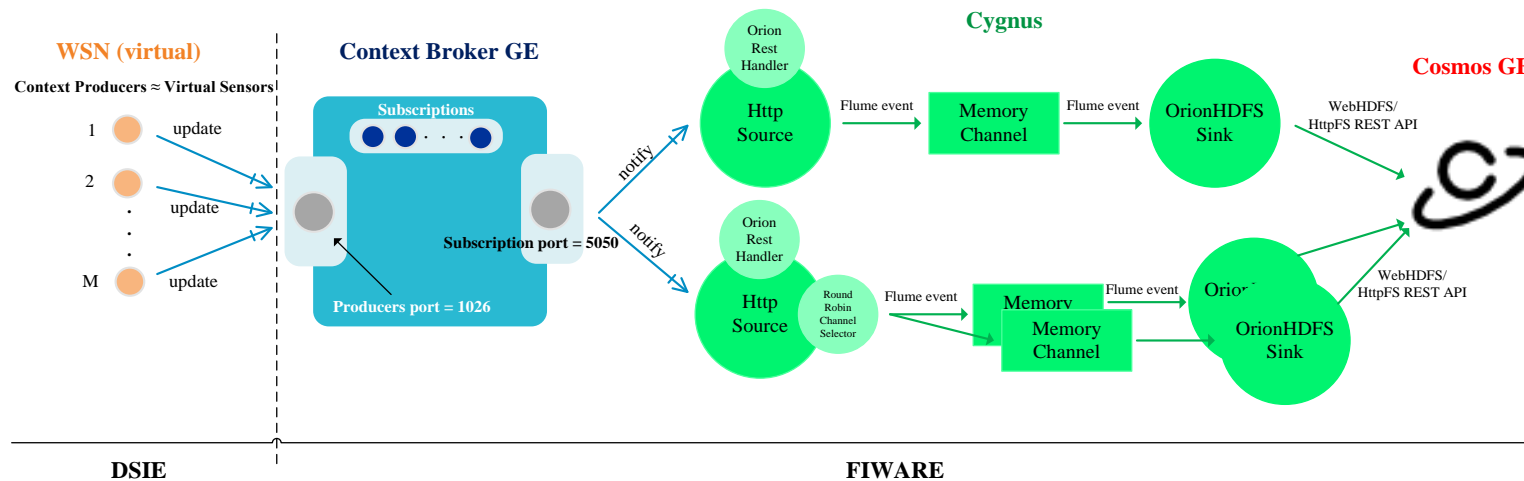 Cygnus
WSN (virtual)
Context Broker GE
Cosmos GE
Context Producers ≈ Virtual Sensors
1
update
2
update
.
.
.
M
update
Subscriptions
. . .
Subscription port = 5050
Producers port = 1026
notify
notify
Orion
Rest
Handler
Http
Source
Flume event
Memory
Channel
Flume event
OrionHDFS
Sink
WebHDFS/
HttpFS REST API
Orion
Rest
Handler
Http
Source
Round
Robin
Channel
Selector
Flume event
Memory
Memory
Channel
Flume event
Orion
OrionHDFS
Sink
WebHDFS/
HttpFS REST API
DSIE
FIWARE